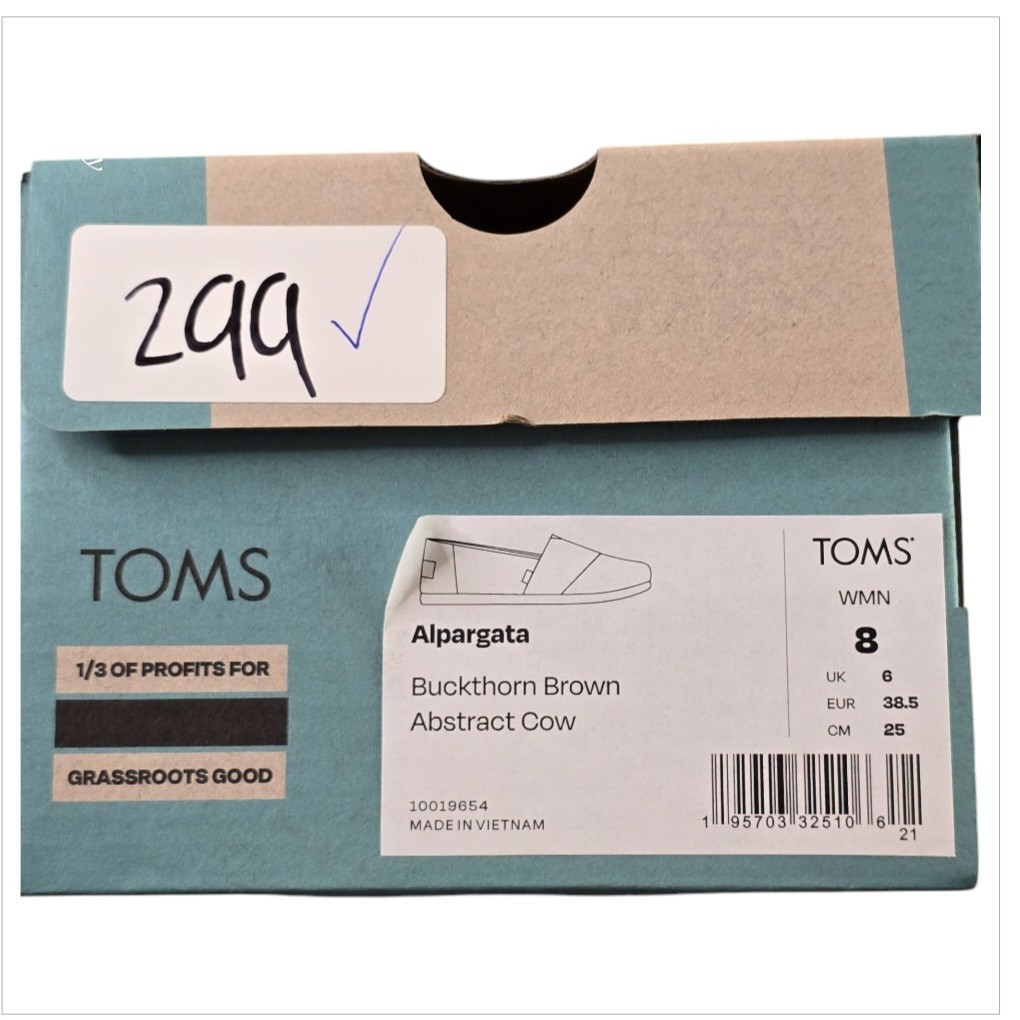 y
299
TOMS
1/3 OF PROFITS FOR
GRASSROOTS GOOD
Alpargata
Buckthorn Brown
Abstract Cow
10019654
MADE IN VIETNAM
TOMS
WMN
8
UK 6
EUR 38.5
CM 25
1 95703 32510 6
21